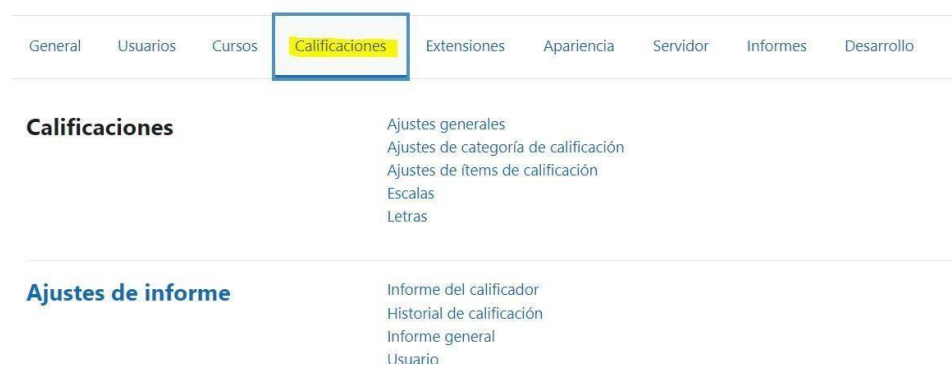 General Usuarios Cursos Calificaciones Extensiones Apariencia Servidor Informes Desarrollo
Calificaciones
Ajustes generales
Ajustes de categoría de calificación
Ajustes de ítems de calificación
Escalas
Letras
Ajustes de informe
Informe del calificador
Historial de calificación
Informe general
Usuario